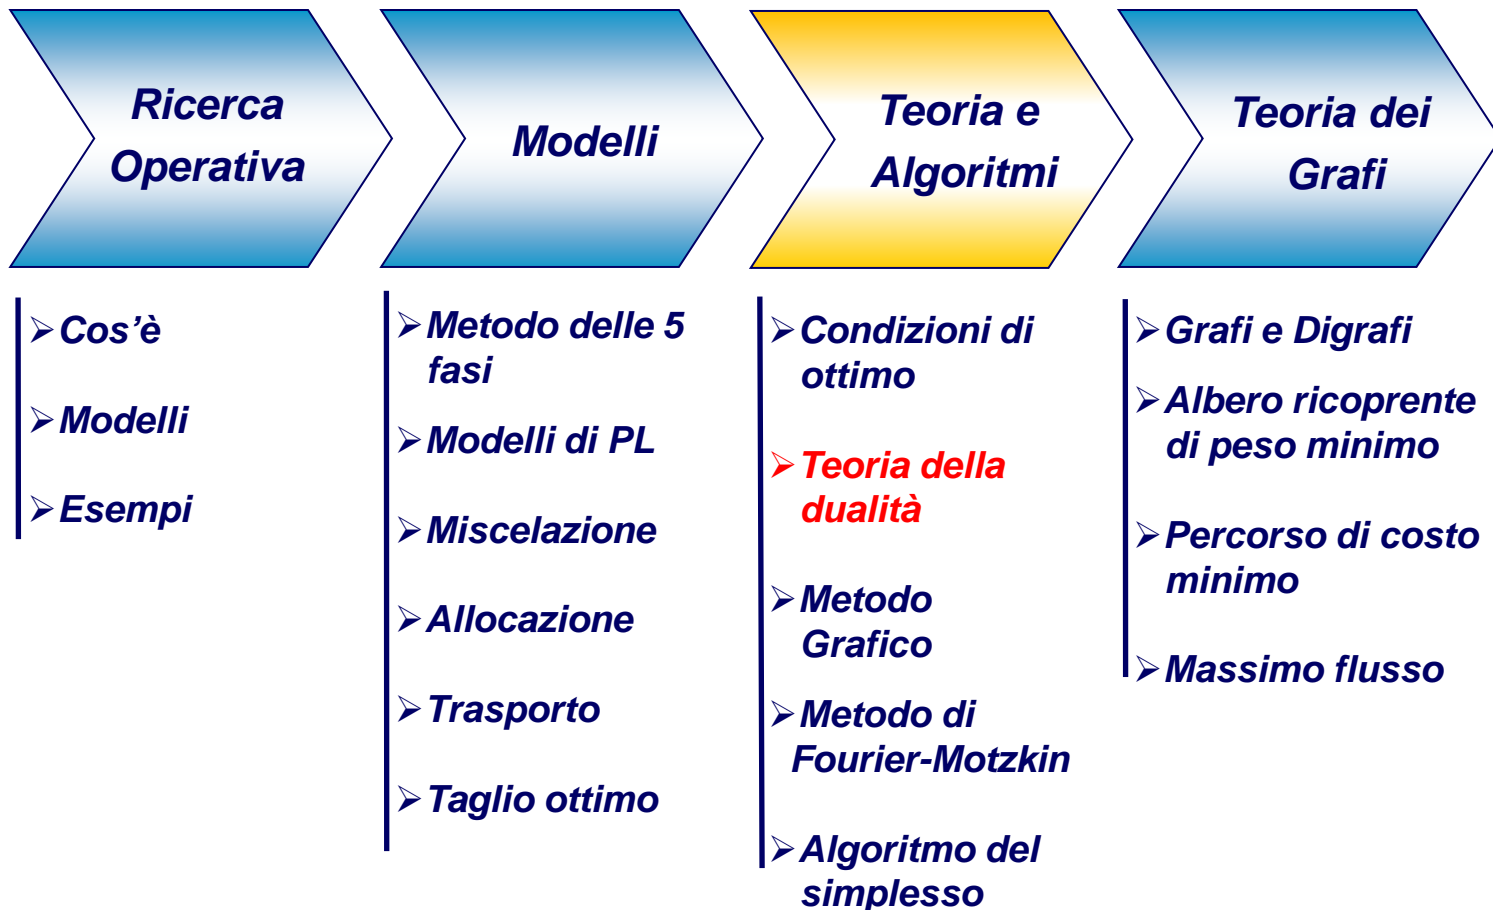 Ricerca
Operativa
Modelli
Teoria e
Algoritmi
Teoria dei
Grafi
Cos’è
Modelli
Esempi
Metodo delle 5
fasi
Modelli di PL
Miscelazione
Allocazione
Trasporto
Taglio ottimo
Condizioni di
ottimo
Teoria della
dualità
Metodo
Grafico
Metodo di
Fourier-Motzkin
Algoritmo del
simplesso
Grafi e Digrafi
Albero ricoprente
di peso minimo
Percorso di costo
minimo
Massimo flusso